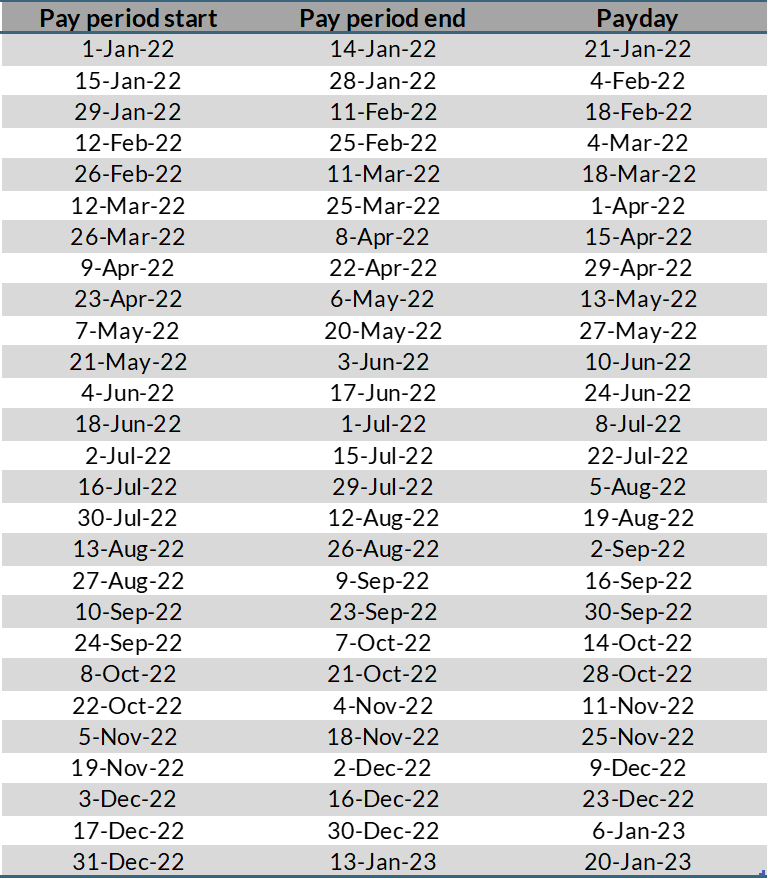 Pay period start Pay period end Payday
1-Jan-22 14-Jan-22 21-Jan-22
15-Jan-22 28-Jan-22 4-Feb-22
29-Jan-22 11-Feb-22 18-Feb-22
12-Feb-22 25-Feb-22 4-Mar-22
26-Feb-22 11-Mar-22 18-Mar-22
12-Mar-22 25-Mar-22 1-Apr-22
26-Mar-22 8-Apr-22 15-Apr-22
9-Apr-22 22-Apr-22 29-Apr-22
23-Apr-22 6-May-22 13-May-22
7-May-22 20-May-22 27-May-22
21-May-22 3-Jun-22 10-Jun-22
4-Jun-22 17-Jun-22 24-Jun-22
18-Jun-22 1-Jul-22 8-Jul-22
2-Jul-22 15-Jul-22 22-Jul-22
16-Jul-22 29-Jul-22 5-Aug-22
30-Jul-22 12-Aug-22 19-Aug-22
13-Aug-22 26-Aug-22 2-Sep-22
27-Aug-22 9-Sep-22 16-Sep-22
10-Sep-22 23-Sep-22 30-Sep-22
24-Sep-22 7-Oct-22 14-Oct-22
8-Oct-22 21-Oct-22 28-Oct-22
22-Oct-22 4-Nov-22 11-Nov-22
5-Nov-22 18-Nov-22 25-Nov-22
19-Nov-22 2-Dec-22 9-Dec-22
3-Dec-22 16-Dec-22 23-Dec-22
17-Dec-22 30-Dec-22 6-Jan-23
31-Dec-22 13-Jan-23 20-Jan-23